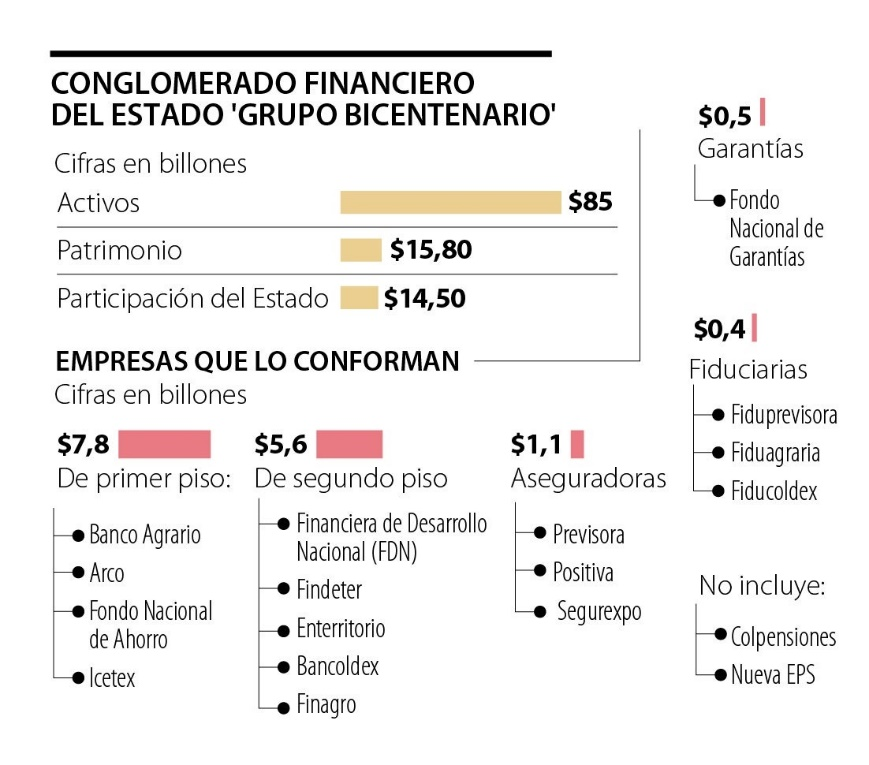 CONGLOMERADO FINANCIERO
DEL ESTADO 'GRUPO BICENTENARIO'
Cifras en billones
Activos $85
Patrimonio $15,80
Participación del Estado $14,50
EMPRESAS QUE LO CONFORMAN
Cifras en billones
$7,8
De primer piso:
Banco Agrario
Arco
Fondo Nacional
de Ahorro
Icetex
$5,6
De segundo piso
Financiera de Desarrollo
Nacional (FDN)
Findeter
Enterritorio
Bancoldex
Finagro
$1,1
Aseguradoras
Previsora
Positiva
Segurexpo
$0,5
Garantías
Fondo
Nacional de
Garantías
$0,4
Fiduciarias
Fiduprevisora
Fiduagraria
Fiducoldex
No incluye:
Colpensiones
Nueva EPS